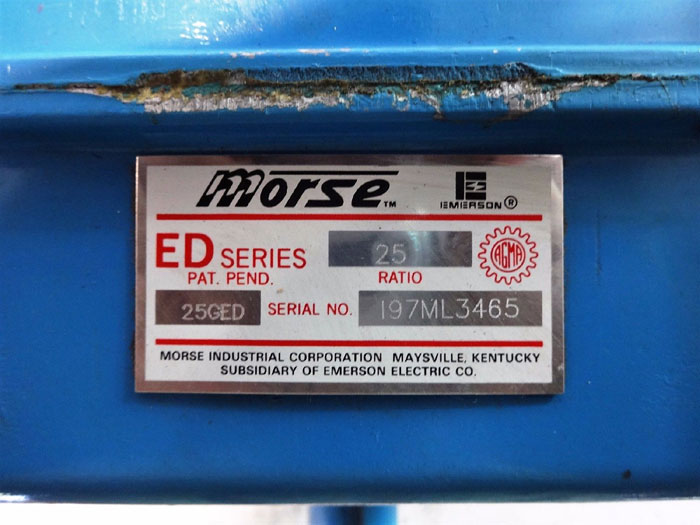 morse™
EMERSON®
ED SERIES
PAT. PEND.
25
RATIO
AGMA
25GED
SERIAL NO. 197ML3465
MORSE INDUSTRIAL CORPORATION MAYSVILLE, KENTUCKY
SUBSIDIARY OF EMERSON ELECTRIC CO.